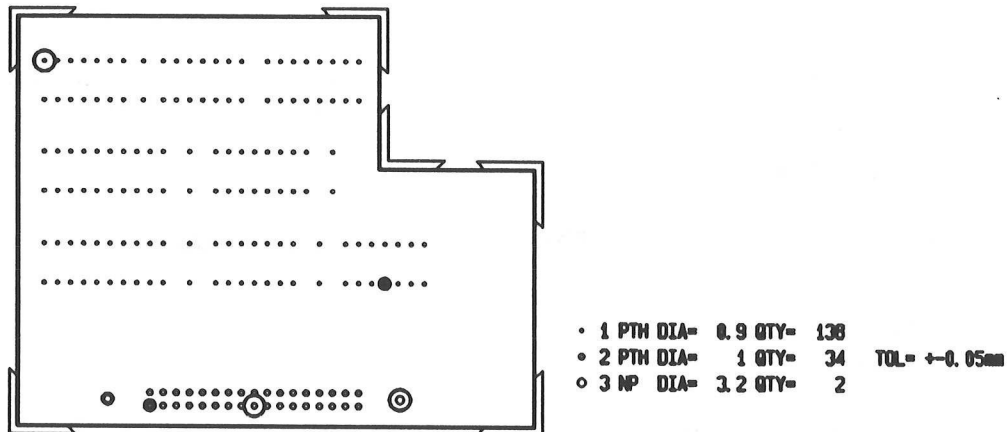 1 PTH DIA= 0.9 QTY= 138
2 PTH DIA= 1 QTY= 34 TOL= +-0.05mm
3 NP DIA= 3.2 QTY= 2